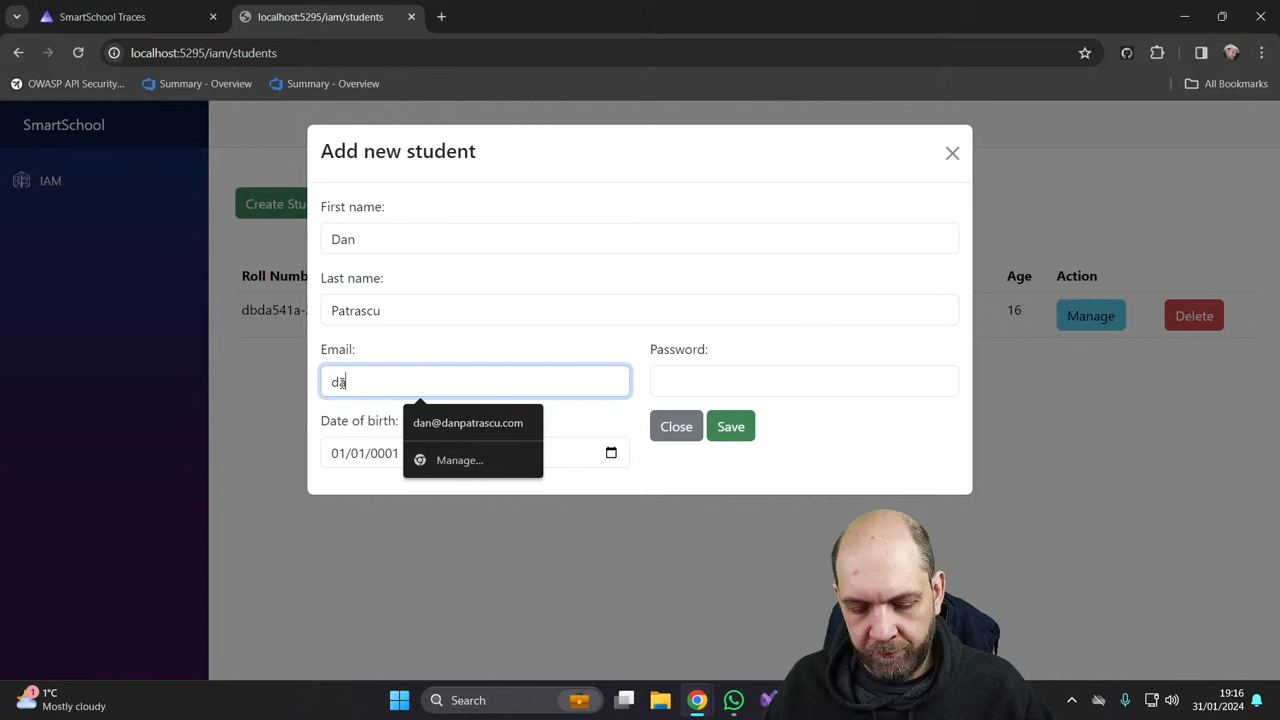 SmartSchool Traces
localhost:5295/iam/students
localhost:5295/iam/students
OWASP API Security...
Summary - Overview
Summary - Overview
All Bookmarks
SmartSchool
IAM
Create Stu
Add new student
First name:
Dan
Last name:
Patrascu
Email:
Password:
da
dan@danpatrascu.com
Manage...
Date of birth:
01/01/0001
Close
Save
Roll Numb
Age
Action
dbda541a-
16
Manage
Delete
1
1°C
Mostly cloudy
Search
19:16
31/01/2024